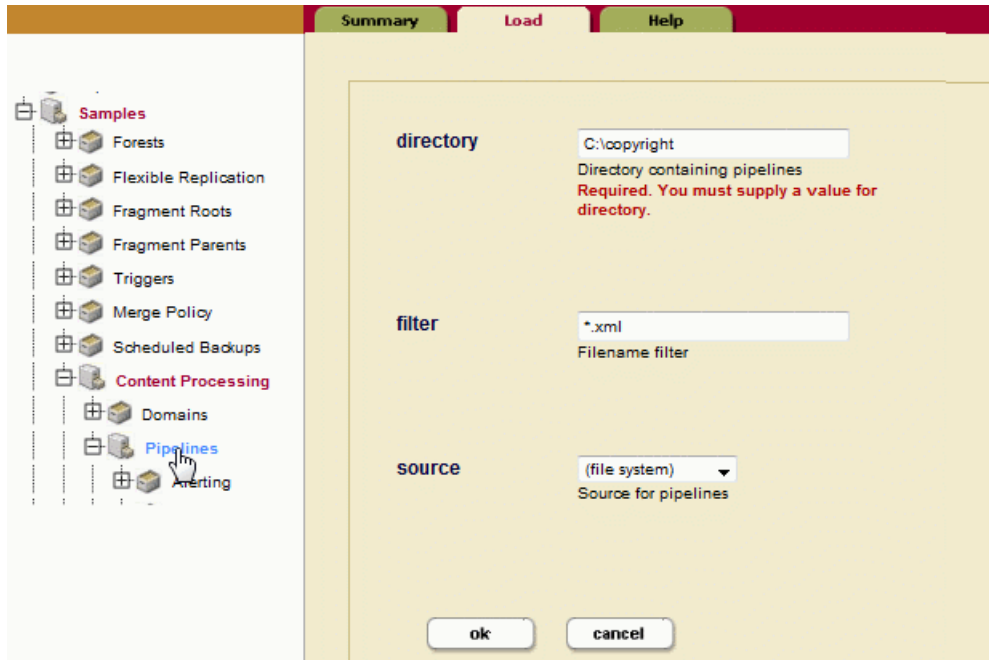 Summary
Load
Help
Samples
Forests
Flexible Replication
Fragment Roots
Fragment Parents
Triggers
Merge Policy
Scheduled Backups
Content Processing
Domains
Pipelines
Alerting
directory
C:\copyright
Directory containing pipelines
Required. You must supply a value for
directory.
filter
*.xml
Filename filter
source
(file system)
Source for pipelines
ok
cancel